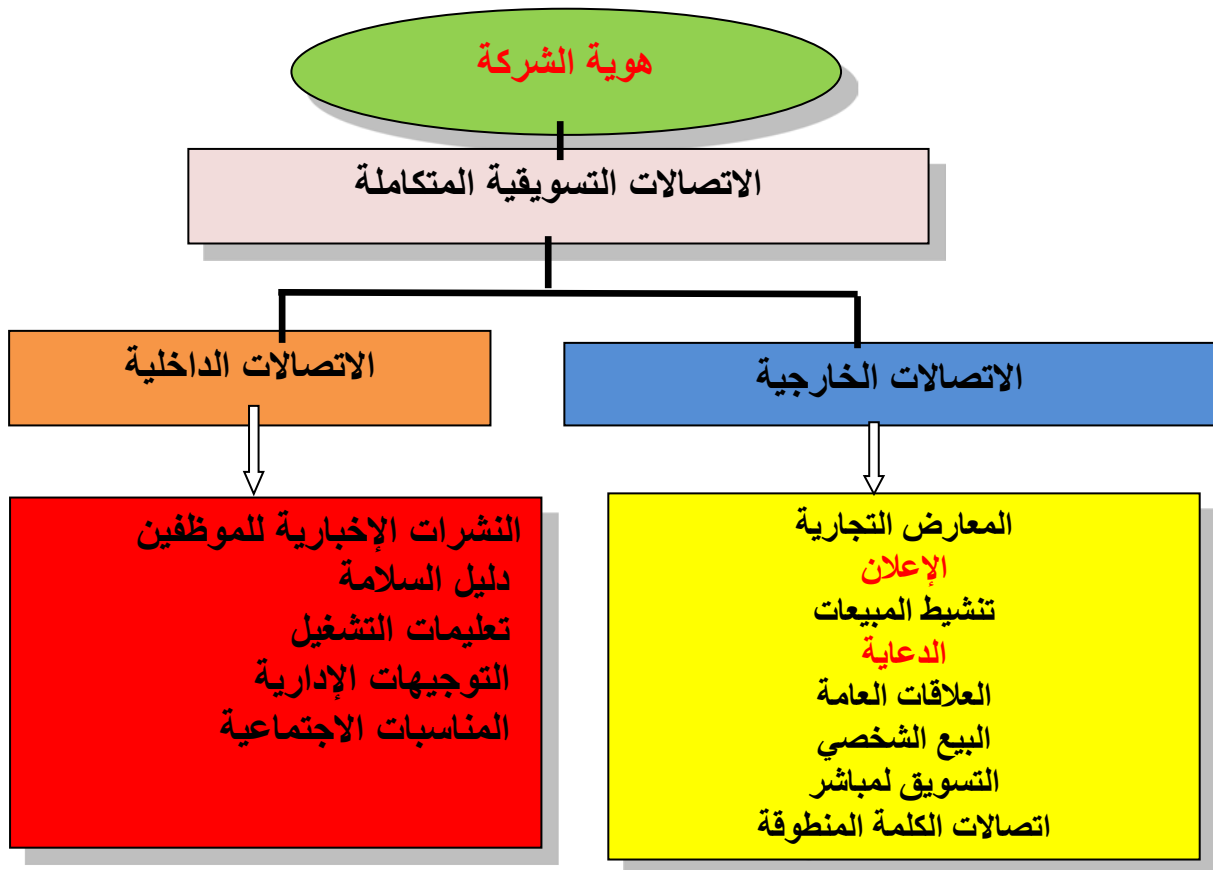 هوية الشركة
الاتصالات التسويقية المتكاملة
الاتصالات الخارجية
المعارض التجارية
الإعلان
تنشيط المبيعات
الدعاية
العلاقات العامة
البيع الشخصي
التسويق لمباشر
اتصالات الكلمة المنطوقة
الاتصالات الداخلية
النشرات الإخبارية للموظفين
دليل السلامة
تعليمات التشغيل
التوجيهات الإدارية
المناسبات الاجتماعية